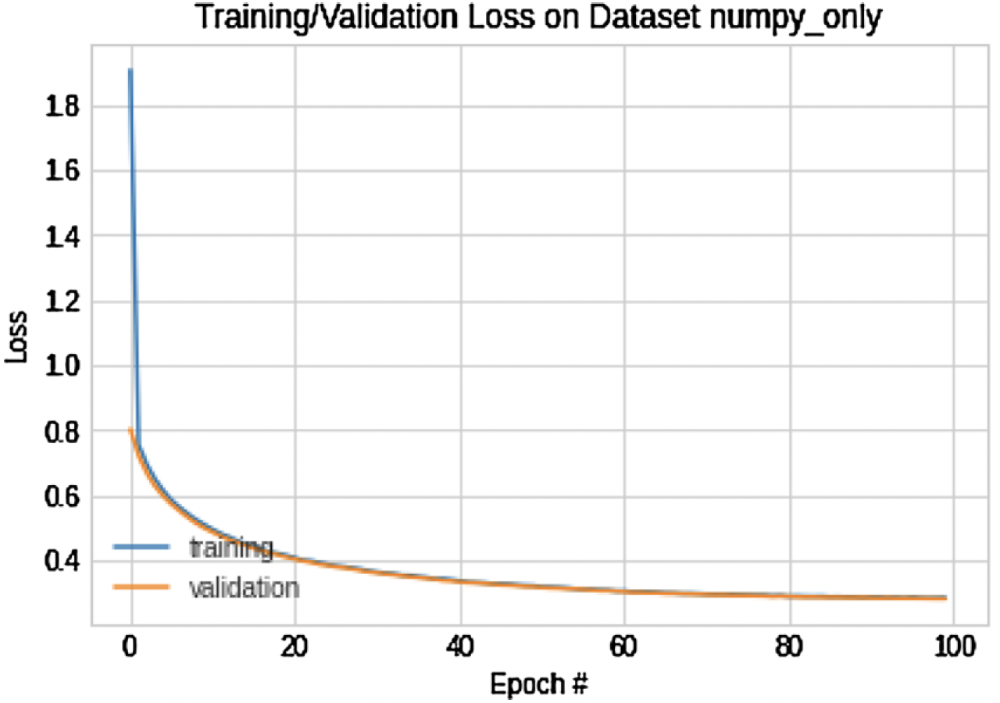 Training/Validation Loss on Dataset numpy_only
1.8
1.6
1.4
1.2
1.0
0.8
0.6
0.4
Loss
training
validation
0 20 40 60 80 100
Epoch #